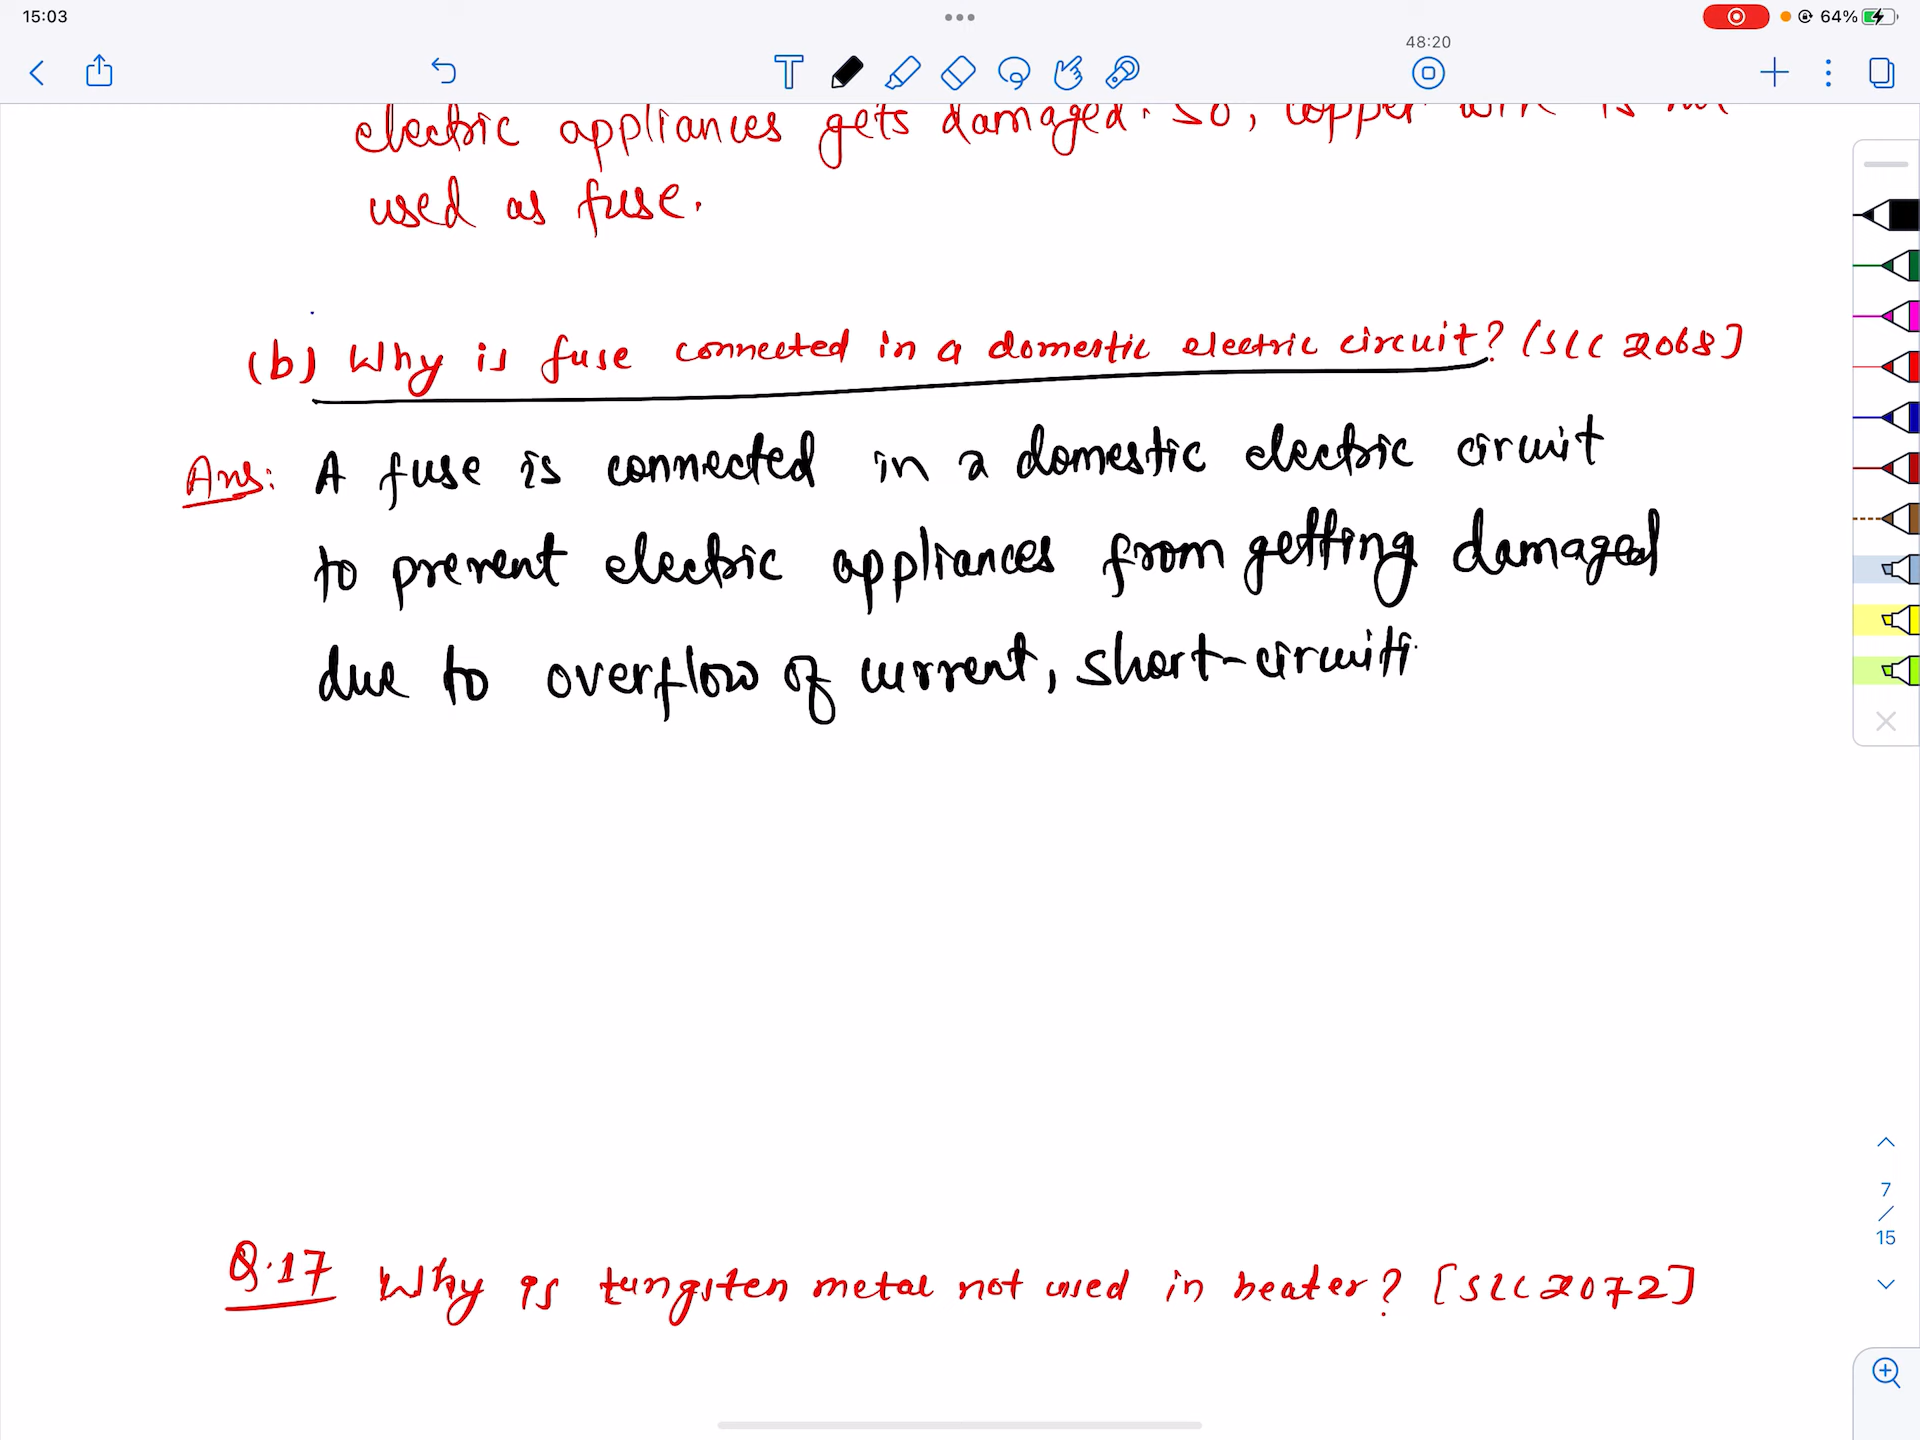 15:03
64%
48:20
electric appliances gets damaged. So, copper wire is not
used as fuse.
(b) Why is fuse connected in a domestic electric circuit? [SLC 2068]
Ans: A fuse is connected in a domestic electric circuit
to prevent electric appliances from getting damaged
due to overflow of current, short-circuiti
7
/
15
Q.17 Why is tungsten metal not used in heater? [SLC 2072]